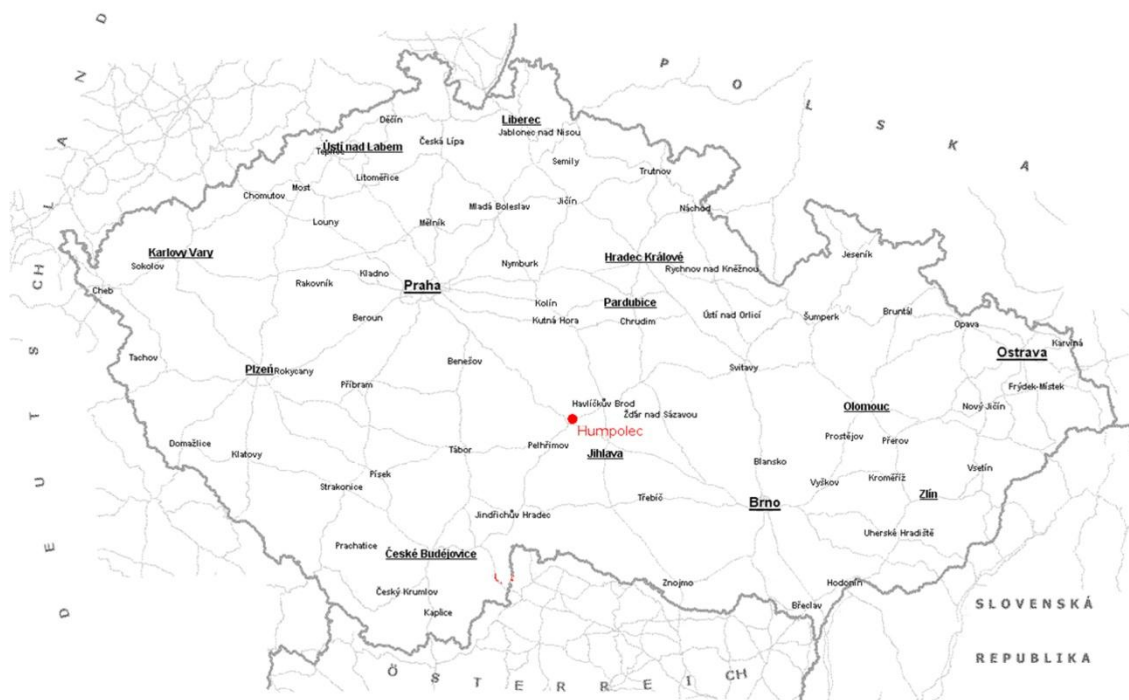 DEUTSCHLAND
POLSKA
Děčín
Liberec
Jablonec nad Nisou
Ústí nad Labem
Teplice
Česká Lípa
Semily
Trutnov
Litoměřice
Most
Chomutov
Mladá Boleslav
Jičín
Náchod
Louny
Mělník
Karlovy Vary
Sokolov
Hradec Králové
Rychnov nad Kněžnou
Jeseník
Nymburk
Kladno
Rakovník
Praha
Cheb
Kolín
Pardubice
Beroun
Kutná Hora
Chrudim
Ústí nad Orlicí
Šumperk
Bruntál
Opava
Karviná
Ostrava
Tachov
Benešov
Svitavy
Plzeň
Rokycany
Příbram
Frýdek-Místek
Havlíčkův Brod
Žďár nad Sázavou
Olomouc
Nový Jičín
Humpolec
Prostějov
Přerov
Domažlice
Klatovy
Tábor
Pelhřimov
Jihlava
Blansko
Vsetín
Písek
Strakonice
Vyškov
Kroměříž
Zlín
Třebíč
Brno
Jindřichův Hradec
Uherské Hradiště
Prachatice
České Budějovice
Český Krumlov
Kaplice
Znojmo
Hodonín
Břeclav
SLOVENSKÁ
REPUBLIKA
ÖSTERREICH